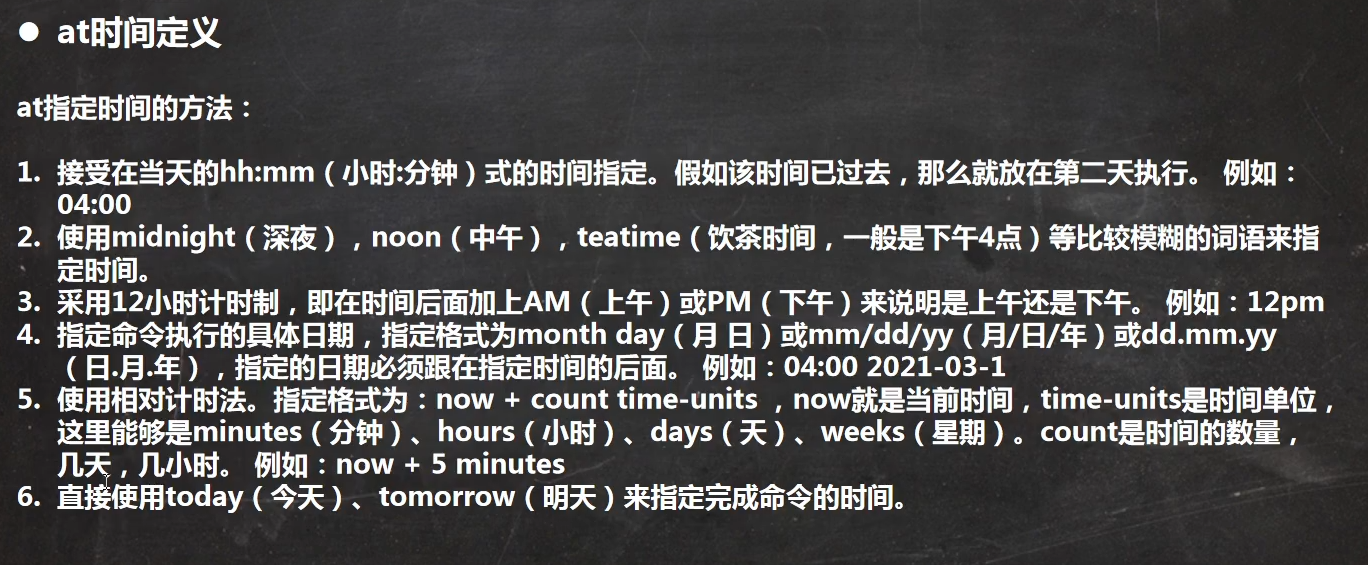 ● at时间定义
at指定时间的方法：
1. 接受在当天的hh:mm（小时:分钟）式的时间指定。假如该时间已过去，那么就放在第二天执行。 例如：
04:00
2. 使用midnight（深夜），noon（中午），teatime（饮茶时间，一般是下午4点）等比较模糊的词语来指
定时间。
3. 采用12小时计时制，即在时间后面加上AM（上午）或PM（下午）来说明是上午还是下午。 例如：12pm
4. 指定命令执行的具体日期，指定格式为month day（月 日）或mm/dd/yy（月/日/年）或dd.mm.yy
（日.月.年），指定的日期必须跟在指定时间的后面。 例如：04:00 2021-03-1
5. 使用相对计时法。指定格式为：now + count time-units ，now就是当前时间，time-units是时间单位，
这里能够是minutes（分钟）、hours（小时）、days（天）、weeks（星期）。count是时间的数量，
几天，几小时。 例如：now + 5 minutes
6. 直接使用today（今天）、tomorrow（明天）来指定完成命令的时间。